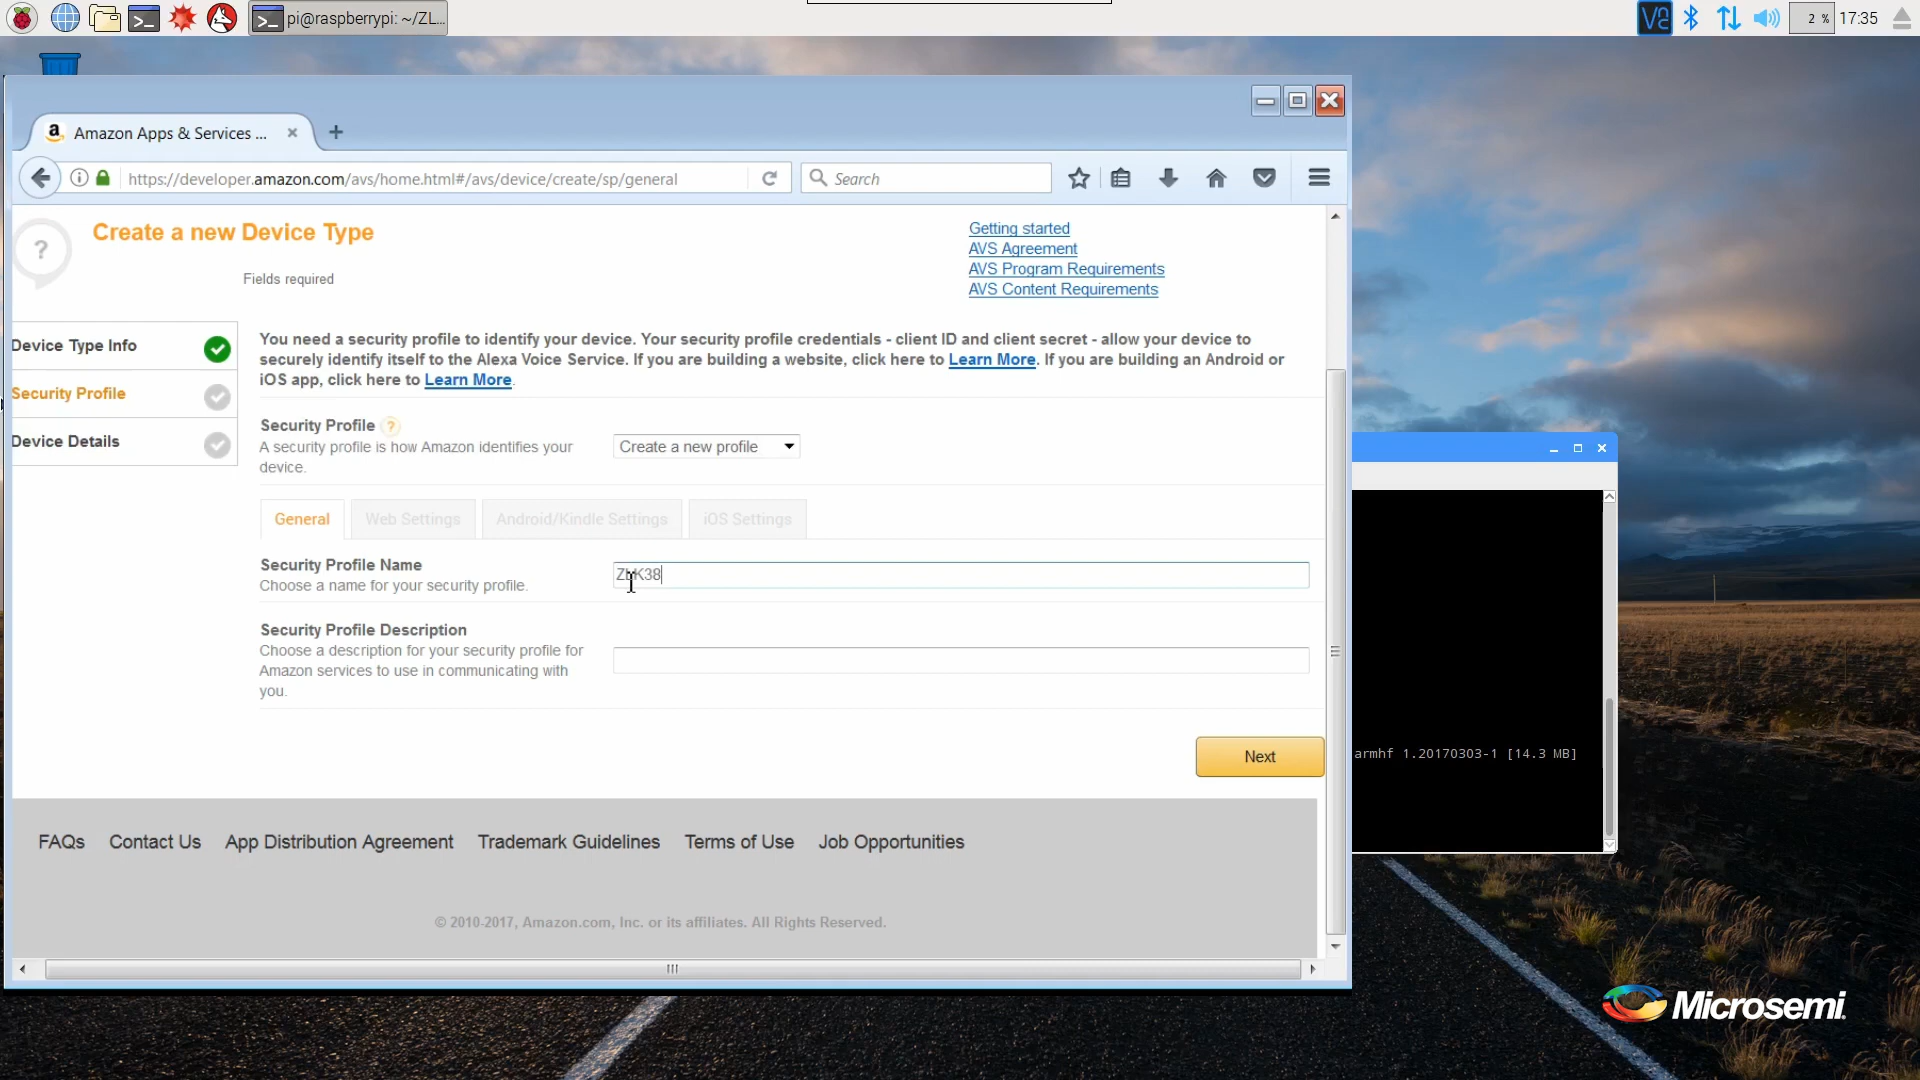 pi@raspberrypi: ~/ZL...
2 %
17:35
Amazon Apps & Services ...
https://developer.amazon.com/avs/home.html#/avs/device/create/sp/general
Search
Create a new Device Type
Fields required
Getting started
AVS Agreement
AVS Program Requirements
AVS Content Requirements
Device Type Info
Security Profile
Device Details
You need a security profile to identify your device. Your security profile credentials - client ID and client secret - allow your device to
securely identify itself to the Alexa Voice Service. If you are building a website, click here to Learn More. If you are building an Android or
iOS app, click here to Learn More.
Security Profile ?
A security profile is how Amazon identifies your
device.
Create a new profile
General
Web Settings
Android/Kindle Settings
iOS Settings
Security Profile Name
Choose a name for your security profile.
ZLK38
Security Profile Description
Choose a description for your security profile for
Amazon services to use in communicating with
you.
Next
armhf 1.20170303-1 [14.3 MB]
FAQs
Contact Us
App Distribution Agreement
Trademark Guidelines
Terms of Use
Job Opportunities
© 2010-2017, Amazon.com, Inc. or its affiliates. All Rights Reserved.
Microsemi.